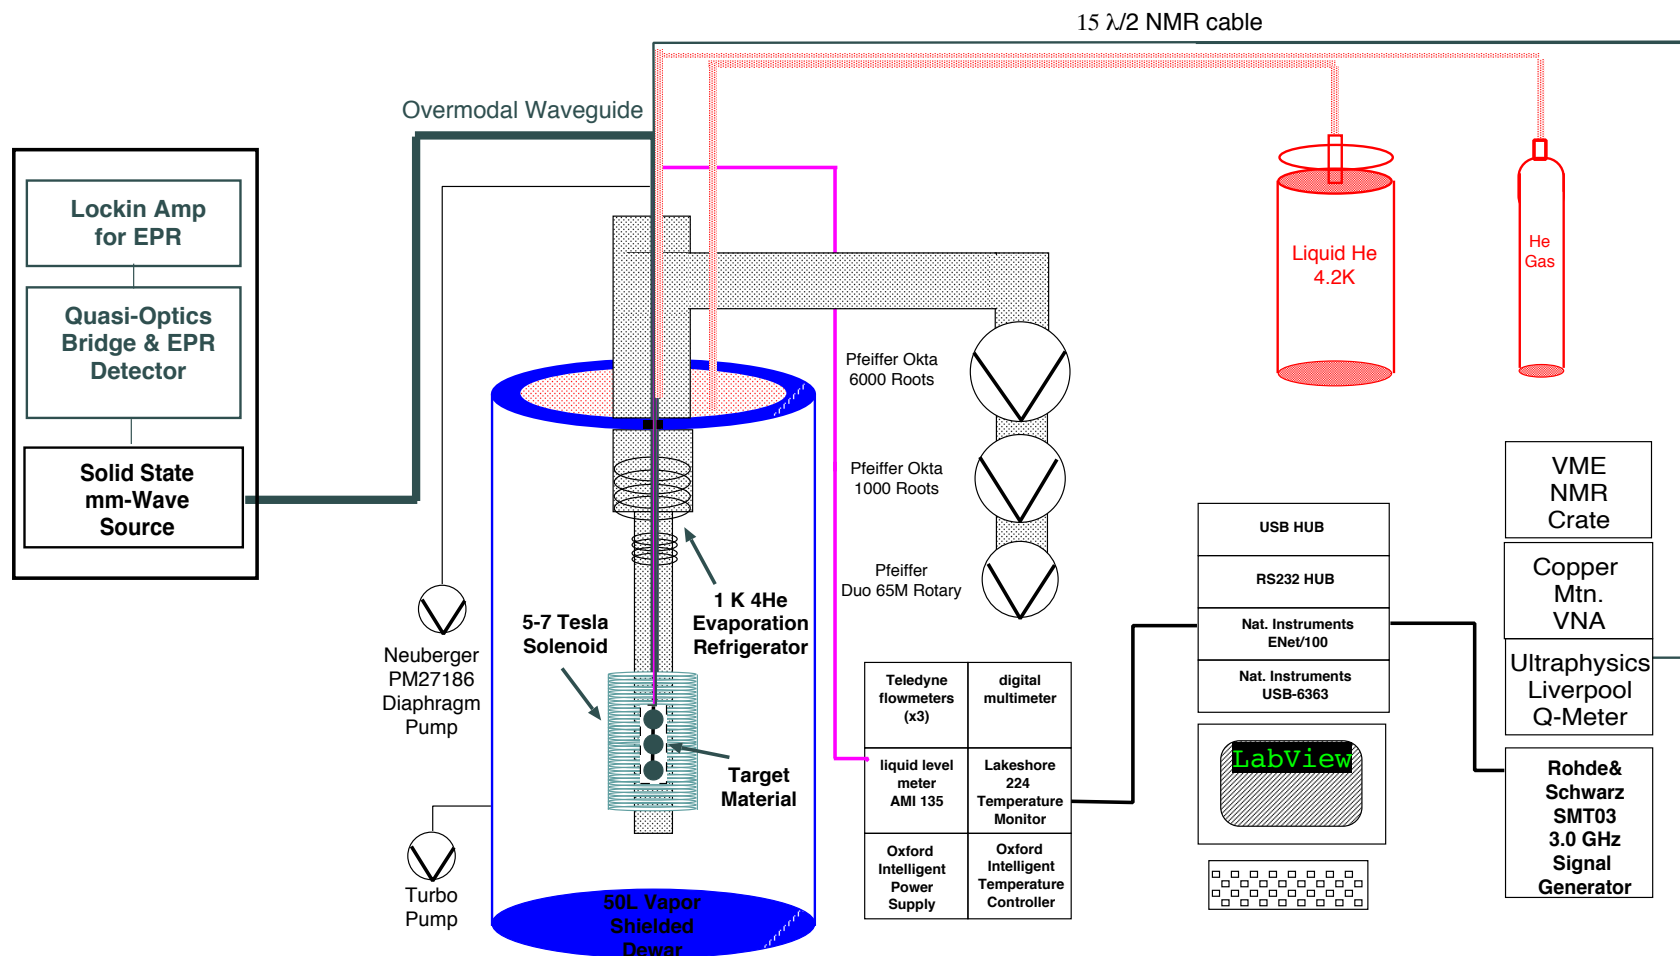 15 λ/2 NMR cable
Overmodal Waveguide
Lockin Amp
for EPR
Quasi-Optics
Bridge & EPR
Detector
Solid State
mm-Wave
Source
Liquid He
4.2K
He
Gas
Pfeiffer Okta
6000 Roots
Pfeiffer Okta
1000 Roots
Pfeiffer
Duo 65M Rotary
5-7 Tesla
Solenoid
1 K 4He
Evaporation
Refrigerator
Neuberger
PM27186
Diaphragm
Pump
Target
Material
Turbo
Pump
50L Vapor
Shielded
Dewar
Teledyne
flowmeters
(x3)
digital
multimeter
liquid level
meter
AMI 135
Lakeshore
224
Temperature
Monitor
Oxford
Intelligent
Power
Supply
Oxford
Intelligent
Temperature
Controller
USB HUB
RS232 HUB
Nat. Instruments
ENet/100
Nat. Instruments
USB-6363
LabView
VME
NMR
Crate
Copper
Mtn.
VNA
Ultraphysics
Liverpool
Q-Meter
Rohde&
Schwarz
SMT03
3.0 GHz
Signal
Generator